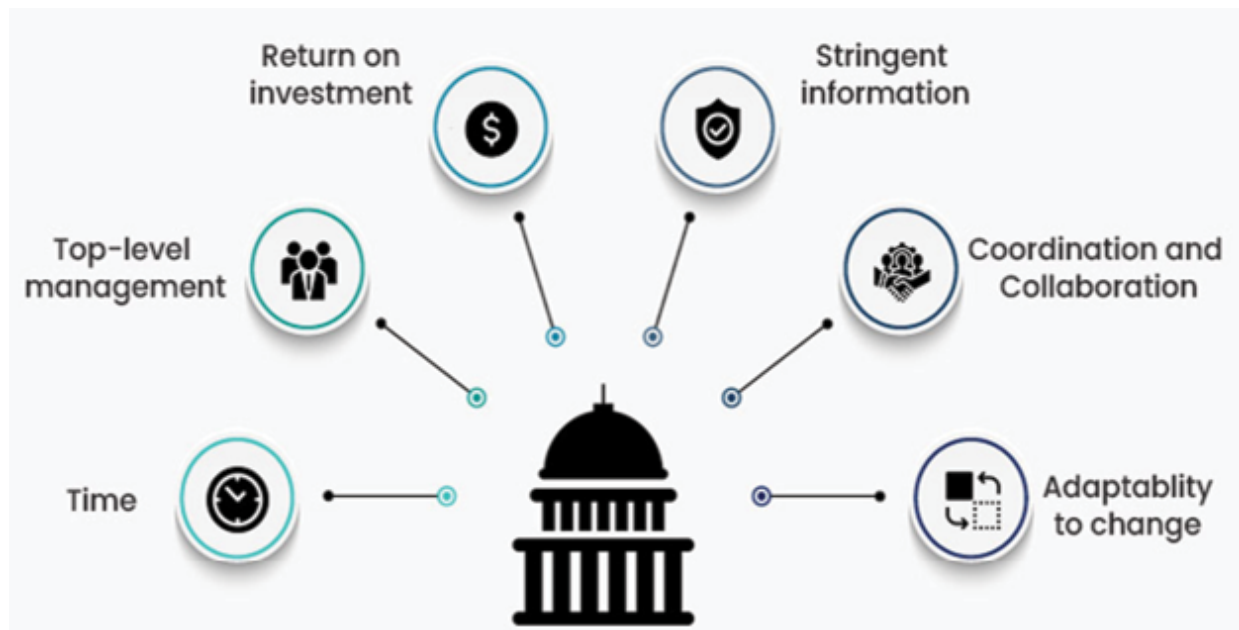 Return on
investment
Stringent
information
Top-level
management
Coordination and
Collaboration
Time
Adaptablity
to change